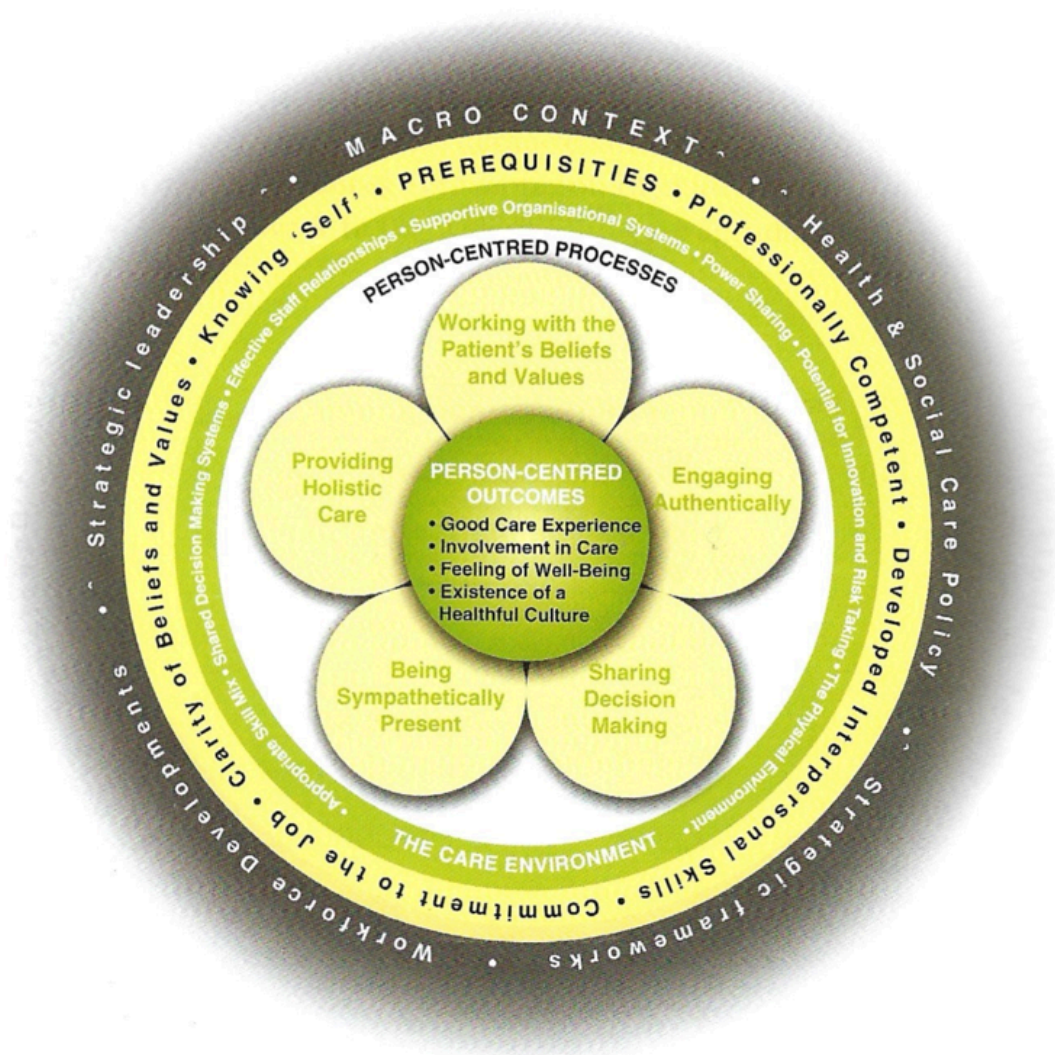 MACRO CONTEXT
Health & Social Care Policy
Strategic frameworks
Workforce Developments
Strategic leadership
PREREQUISITIES • Professionally Competent • Developed Interpersonal Skills • Commitment to the Job • Clarity of Beliefs and Values • Knowing ‘Self’ •
THE CARE ENVIRONMENT
• Appropriate Skill Mix • Shared Decision Making Systems • Effective Staff Relationships • Supportive Organisational Systems • Power Sharing • Potential for Innovation and Risk Taking • The Physical Environment •
PERSON-CENTRED PROCESSES
Working with the
Patient’s Beliefs
and Values
Engaging
Authentically
Sharing
Decision
Making
Being
Sympathetically
Present
Providing
Holistic
Care
PERSON-CENTRED
OUTCOMES
• Good Care Experience
• Involvement in Care
• Feeling of Well-Being
• Existence of a
Healthful Culture